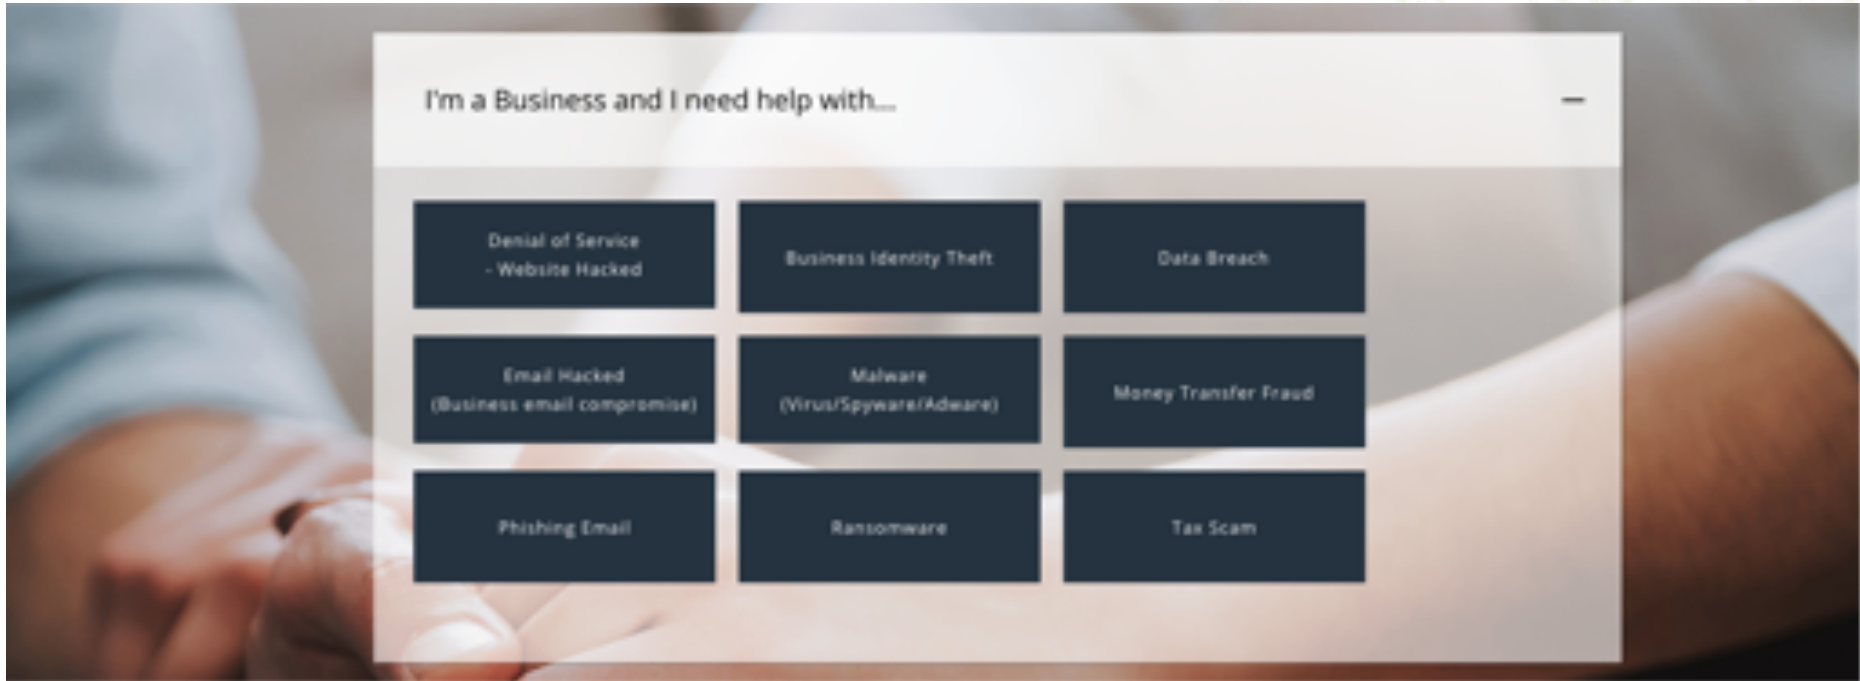 I'm a Business and I need help with...
Denial of Service
- Website Hacked
Business Identity Theft
Data Breach
Email Hacked
(Business email compromise)
Malware
(Virus/Spyware/Adware)
Money Transfer Fraud
Phishing Email
Ransomware
Tax Scam